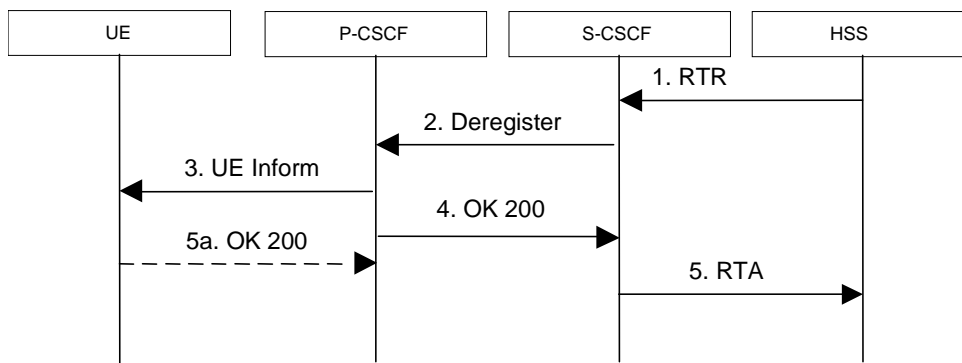 UE
P-CSCF
S-CSCF
HSS
1. RTR
2. Deregister
3. UE Inform
4. OK 200
5a. OK 200
5. RTA